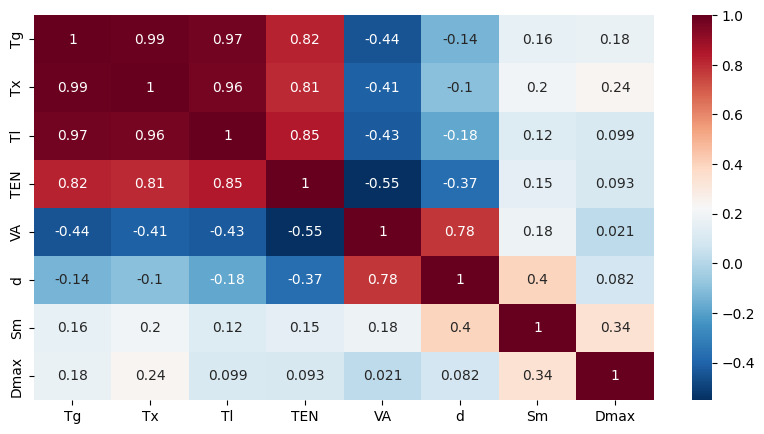 Tg 1 0.99 0.97 0.82 -0.44 -0.14 0.16 0.18
Tx 0.99 1 0.96 0.81 -0.41 -0.1 0.2 0.24
Tl 0.97 0.96 1 0.85 -0.43 -0.18 0.12 0.099
TEN 0.82 0.81 0.85 1 -0.55 -0.37 0.15 0.093
VA -0.44 -0.41 -0.43 -0.55 1 0.78 0.18 0.021
d -0.14 -0.1 -0.18 -0.37 0.78 1 0.4 0.082
Sm 0.16 0.2 0.12 0.15 0.18 0.4 1 0.34
Dmax 0.18 0.24 0.099 0.093 0.021 0.082 0.34 1
Tg Tx Tl TEN VA d Sm Dmax
1.0
0.8
0.6
0.4
0.2
0.0
−0.2
−0.4